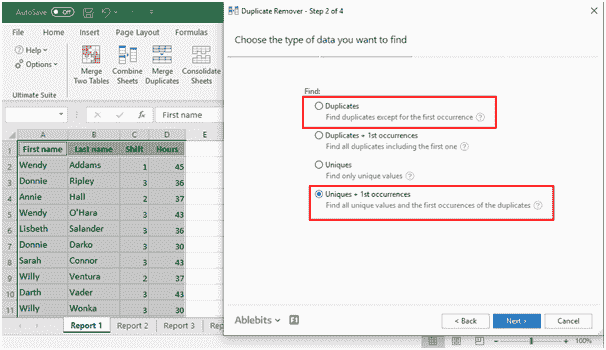 AutoSave Off
File Home Insert Page Layout Formulas
Help
Options
Merge Two Tables
Combine Sheets
Merge Duplicates
Consolidate Sheets
Ultimate Suite
fx First name
A B C D E
1 First name Last name Shift Hours
2 Wendy Addams 1 45
3 Donnie Ripley 3 36
4 Annie Hall 2 37
5 Wendy O'Hara 3 43
6 Lisbeth Salander 3 36
7 Donnie Darko 3 30
8 Sarah Connor 3 43
9 Willy Ventura 2 37
10 Darth Vader 3 43
11 Willy Wonka 3 30
Report 1 Report 2 Report 3 Rep
Duplicate Remover - Step 2 of 4
Choose the type of data you want to find
Find:
Duplicates
Find duplicates except for the first occurrence ?
Duplicates + 1st occurrences
Find all duplicates including the first one ?
Uniques
Find only unique values ?
Uniques + 1st occurrences
Find all unique values and the first occurences of the duplicates ?
Ablebits
< Back Next > Cancel
100%